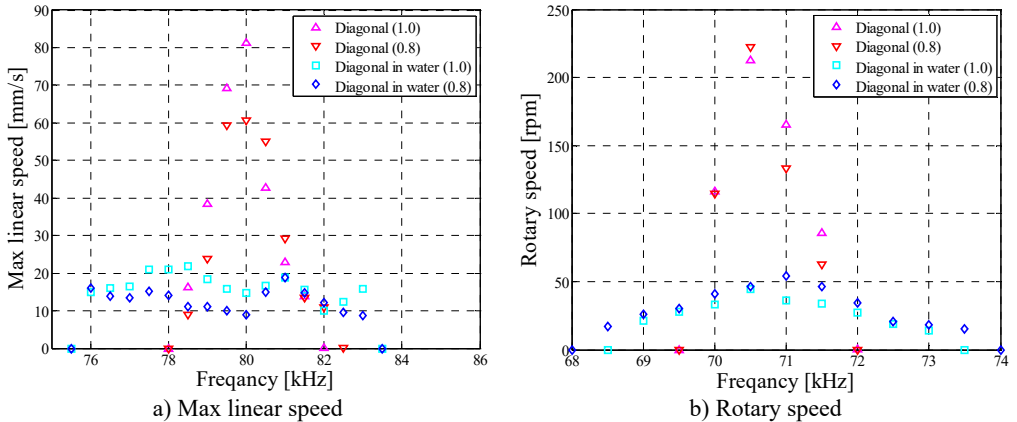 90
80
70
60
50
40
30
20
10
0
Max linear speed [mm/s]
Diagonal (1.0)
Diagonal (0.8)
Diagonal in water (1.0)
Diagonal in water (0.8)
76 78 80 82 84 86
Freqancy [kHz]
a) Max linear speed
250
200
150
100
50
0
Rotary speed [rpm]
Diagonal (1.0)
Diagonal (0.8)
Diagonal in water (1.0)
Diagonal in water (0.8)
68 69 70 71 72 73 74
Freqancy [kHz]
b) Rotary speed